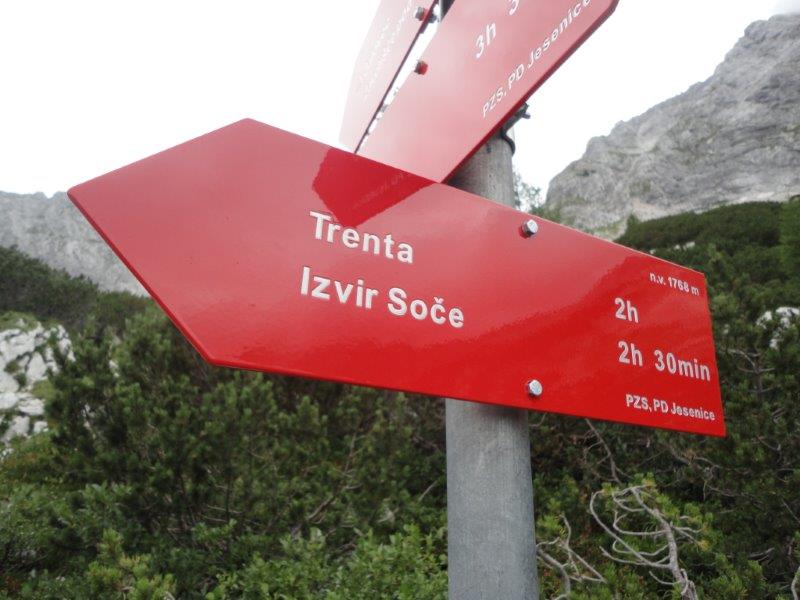 3h
PZS, PD Jesenice
Trenta
Izvir Soče
n.v. 1768 m
2h
2h 30min
PZS, PD Jesenice